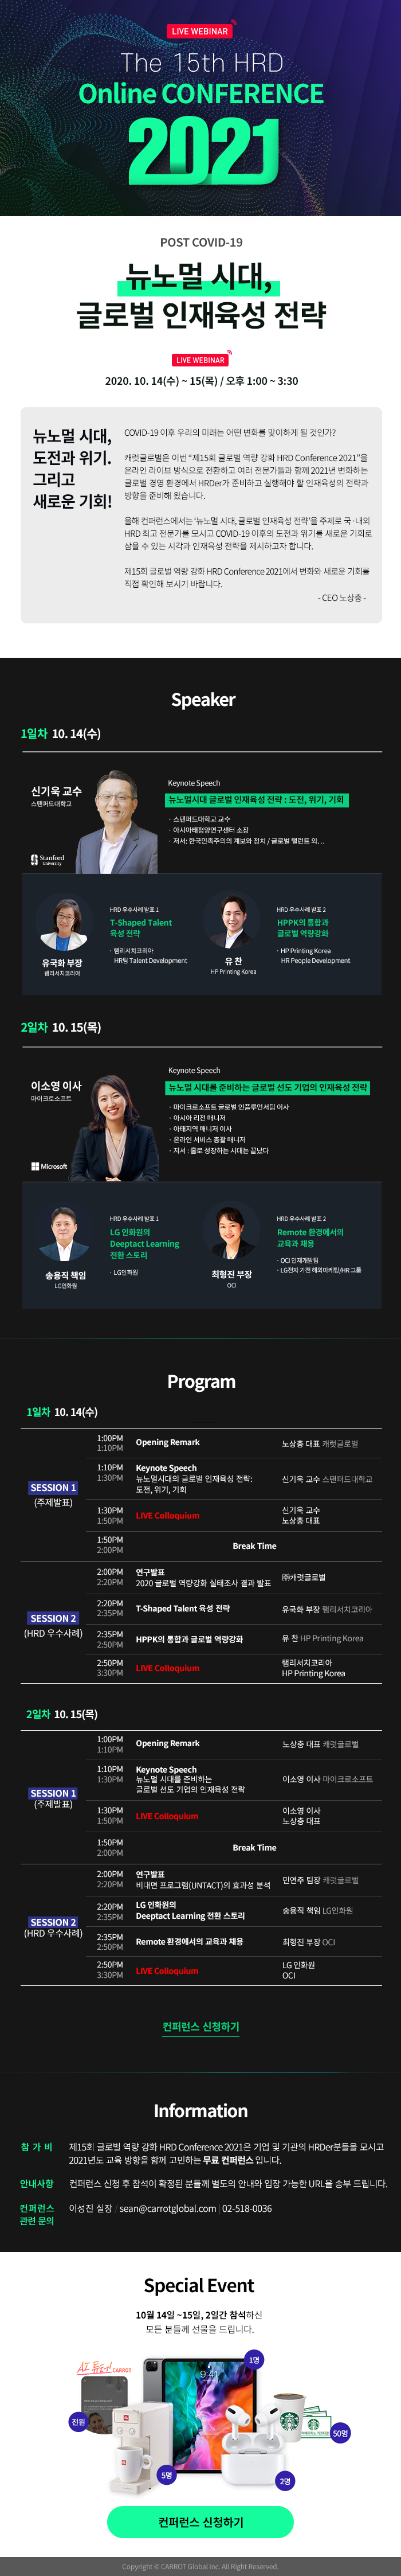 LIVE WEBINAR
The 15th HRD
Online CONFERENCE
2021
POST COVID-19
뉴노멀 시대,
글로벌 인재육성 전략
LIVE WEBINAR
2020. 10. 14(수) ~ 15(목) / 오후 1:00 ~ 3:30
뉴노멀 시대,
도전과 위기.
그리고
새로운 기회!
COVID-19 이후 우리의 미래는 어떤 변화를 맞이하게 될 것인가?
캐럿글로벌은 이번 “제15회 글로벌 역량 강화 HRD Conference 2021”을
온라인 라이브 방식으로 전환하고 여러 전문가들과 함께 2021년 변화하는
글로벌 경영 환경에서 HRDer가 준비하고 실행해야 할 인재육성의 전략과
방향을 준비해 왔습니다.
올해 컨퍼런스에서는 ‘뉴노멀 시대, 글로벌 인재육성 전략’을 주제로 국·내외
HRD 최고 전문가를 모시고 COVID-19 이후의 도전과 위기를 새로운 기회로
삼을 수 있는 시각과 인재육성 전략을 제시하고자 합니다.
제15회 글로벌 역량 강화 HRD Conference 2021에서 변화와 새로운 기회를
직접 확인해 보시기 바랍니다.
- CEO 노상충 -
Speaker
1일차 10. 14(수)
신기욱 교수
스탠퍼드대학교
Stanford
University
Keynote Speech
뉴노멀시대 글로벌 인재육성 전략 : 도전, 위기, 기회
· 스탠퍼드대학교 교수
· 아시아태평양연구센터 소장
· 저서: 한국민족주의의 계보와 정치 / 글로벌 탤런트 외…
유국화 부장
램리서치코리아
HRD 우수사례 발표 1
T-Shaped Talent
육성 전략
· 램리서치코리아
HR팀 Talent Development
유 찬
HP Printing Korea
HRD 우수사례 발표 2
HPPK의 통합과
글로벌 역량강화
· HP Printing Korea
HR People Development
2일차 10. 15(목)
이소영 이사
마이크로소프트
Microsoft
Keynote Speech
뉴노멀 시대를 준비하는 글로벌 선도 기업의 인재육성 전략
· 마이크로소프트 글로벌 인플루언서팀 이사
· 아시아 리전 매니저
· 아태지역 매니저 이사
· 온라인 서비스 총괄 매니저
· 저서 : 홀로 성장하는 시대는 끝났다
송용직 책임
LG인화원
HRD 우수사례 발표 1
LG 인화원의
Deeptact Learning
전환 스토리
· LG인화원
최형진 부장
OCI
HRD 우수사례 발표 2
Remote 환경에서의
교육과 채용
· OCI 인재개발팀
· LG전자 가전 해외마케팅/HR 그룹
Program
1일차 10. 14(수)
SESSION 1
(주제발표)
1:00PM
1:10PM
Opening Remark
노상충 대표 캐럿글로벌
1:10PM
1:30PM
Keynote Speech
뉴노멀시대의 글로벌 인재육성 전략:
도전, 위기, 기회
신기욱 교수 스탠퍼드대학교
1:30PM
1:50PM
LIVE Colloquium
신기욱 교수
노상충 대표
1:50PM
2:00PM
Break Time
SESSION 2
(HRD 우수사례)
2:00PM
2:20PM
연구발표
2020 글로벌 역량강화 실태조사 결과 발표
㈜캐럿글로벌
2:20PM
2:35PM
T-Shaped Talent 육성 전략
유국화 부장 램리서치코리아
2:35PM
2:50PM
HPPK의 통합과 글로벌 역량강화
유 찬 HP Printing Korea
2:50PM
3:30PM
LIVE Colloquium
램리서치코리아
HP Printing Korea
2일차 10. 15(목)
SESSION 1
(주제발표)
1:00PM
1:10PM
Opening Remark
노상충 대표 캐럿글로벌
1:10PM
1:30PM
Keynote Speech
뉴노멀 시대를 준비하는
글로벌 선도 기업의 인재육성 전략
이소영 이사 마이크로소프트
1:30PM
1:50PM
LIVE Colloquium
이소영 이사
노상충 대표
1:50PM
2:00PM
Break Time
SESSION 2
(HRD 우수사례)
2:00PM
2:20PM
연구발표
비대면 프로그램(UNTACT)의 효과성 분석
민연주 팀장 캐럿글로벌
2:20PM
2:35PM
LG 인화원의
Deeptact Learning 전환 스토리
송용직 책임 LG인화원
2:35PM
2:50PM
Remote 환경에서의 교육과 채용
최형진 부장 OCI
2:50PM
3:30PM
LIVE Colloquium
LG 인화원
OCI
컨퍼런스 신청하기
Information
참 가 비
제15회 글로벌 역량 강화 HRD Conference 2021은 기업 및 기관의 HRDer분들을 모시고
2021년도 교육 방향을 함께 고민하는 무료 컨퍼런스 입니다.
안내사항
컨퍼런스 신청 후 참석이 확정된 분들께 별도의 안내와 입장 가능한 URL을 송부 드립니다.
컨퍼런스
관련 문의
이성진 실장 / sean@carrotglobal.com | 02-518-0036
Special Event
10월 14일 ~15일, 2일간 참석하신
모든 분들께 선물을 드립니다.
AI 튜터 CARROT
9:41
1명
전원
5명
2명
50명
컨퍼런스 신청하기
Copyright © CARROT Global Inc. All Right Reserved.